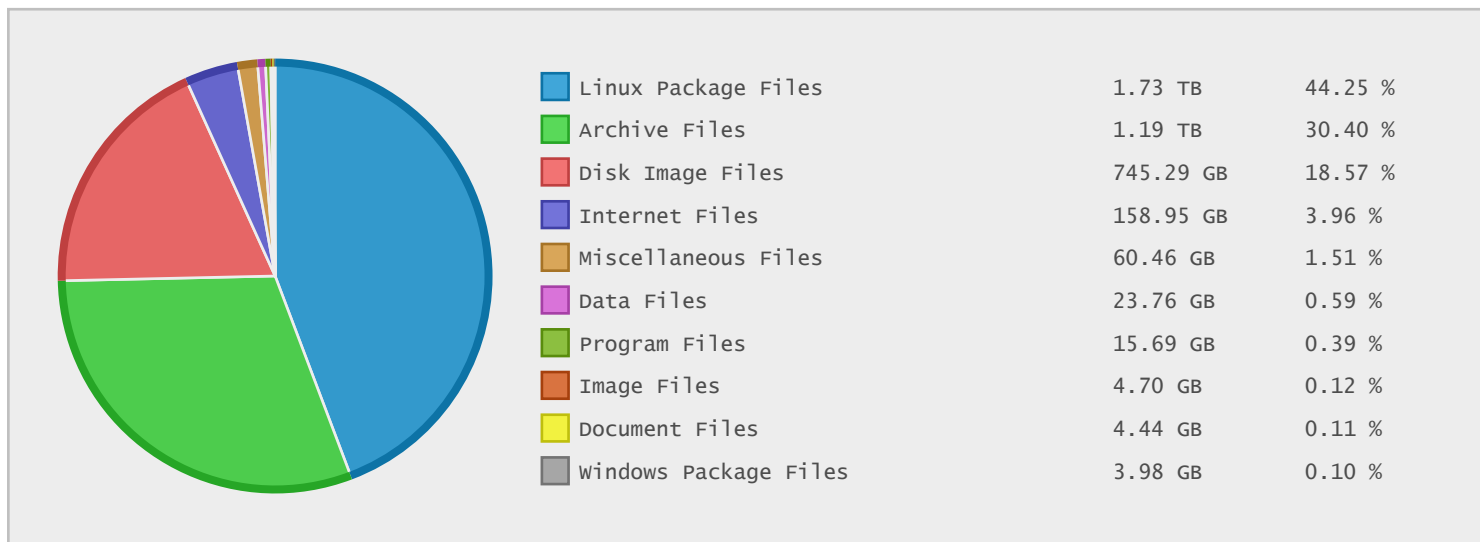 Linux Package Files 1.73 TB 44.25 %
Archive Files 1.19 TB 30.40 %
Disk Image Files 745.29 GB 18.57 %
Internet Files 158.95 GB 3.96 %
Miscellaneous Files 60.46 GB 1.51 %
Data Files 23.76 GB 0.59 %
Program Files 15.69 GB 0.39 %
Image Files 4.70 GB 0.12 %
Document Files 4.44 GB 0.11 %
Windows Package Files 3.98 GB 0.10 %